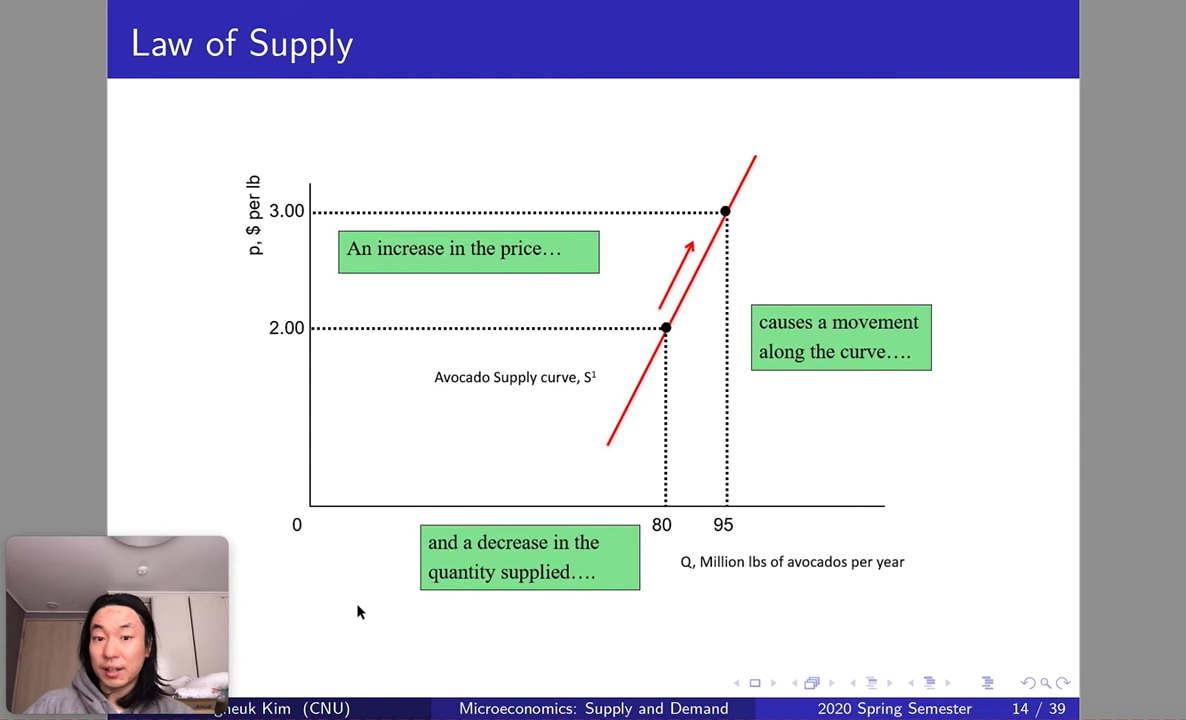 Law of Supply
p, $ per lb
3.00
An increase in the price…
causes a movement
along the curve….
2.00
Avocado Supply curve, S¹
0
80
95
and a decrease in the
quantity supplied….
Q, Million lbs of avocados per year
Kim (CNU)
Microeconomics: Supply and Demand
2020 Spring Semester
14 / 39